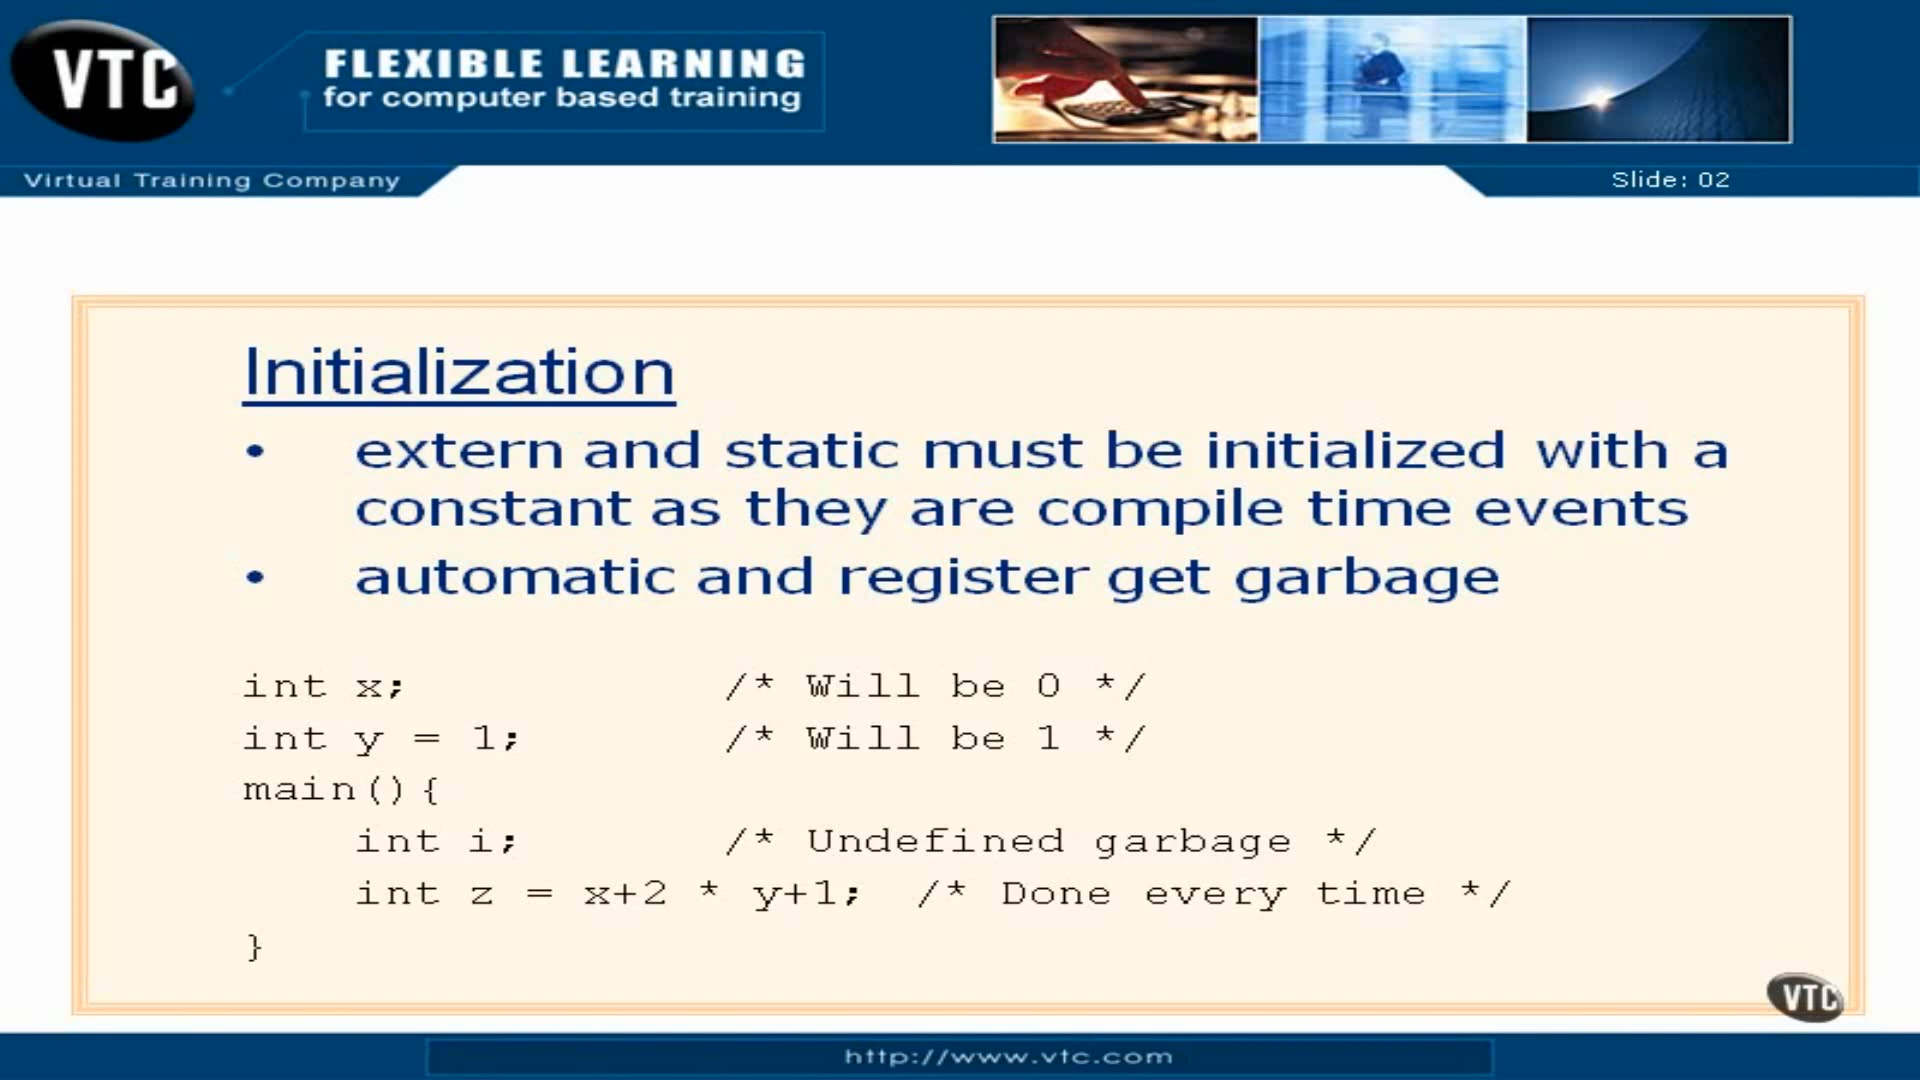 VTC
FLEXIBLE LEARNING
for computer based training
Virtual Training Company
Slide: 02
Initialization
• extern and static must be initialized with a
constant as they are compile time events
• automatic and register get garbage
int x; /* Will be 0 */
int y = 1; /* Will be 1 */
main(){
int i; /* Undefined garbage */
int z = x+2 * y+1; /* Done every time */
}
VTC
http://www.vtc.com